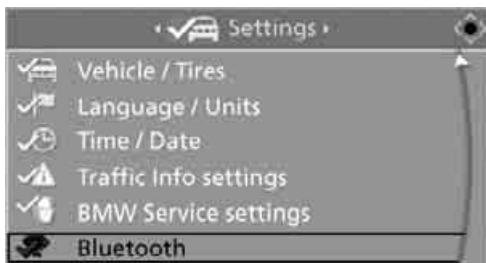 Settings
Vehicle / Tires
Language / Units
Time / Date
Traffic Info settings
BMW Service settings
Bluetooth